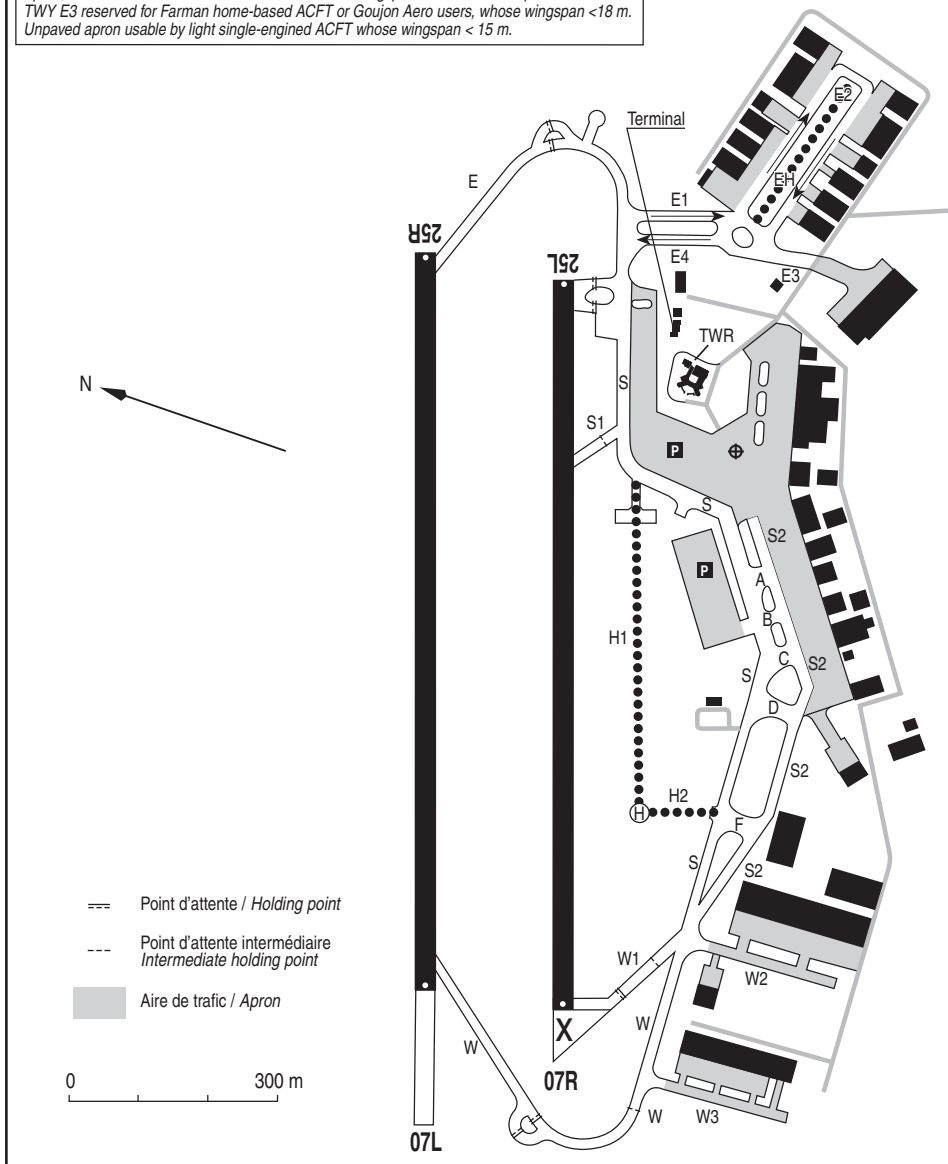 TWY E3 reserved for Farman home-based ACFT or Goujon Aero users, whose wingspan <18 m.
Unpaved apron usable by light single-engined ACFT whose wingspan < 15 m.
E2
Terminal
E
EH
E1
25R
25L
E4
E3
TWR
N
S
S1
P
S
S2
P
A
B
H1
C
S2
S
D
S2
H2
H
F
S
S2
Point d'attente / Holding point
Point d'attente intermédiaire
Intermediate holding point
W1
W2
Aire de trafic / Apron
X
W
W
0 300 m
07R
W
W3
07L